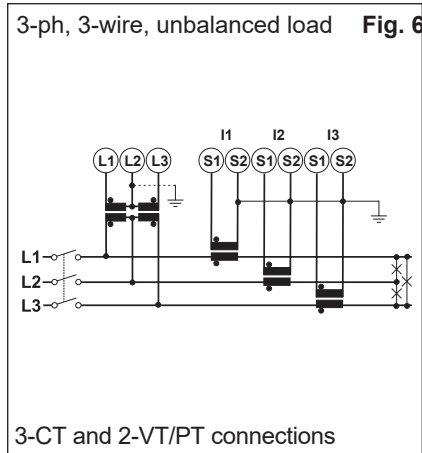 3-ph, 3-wire, unbalanced load Fig. 6
I1 I2 I3
L1 L2 L3 S1 S2 S1 S2 S1 S2
L1
L2
L3
3-CT and 2-VT/PT connections